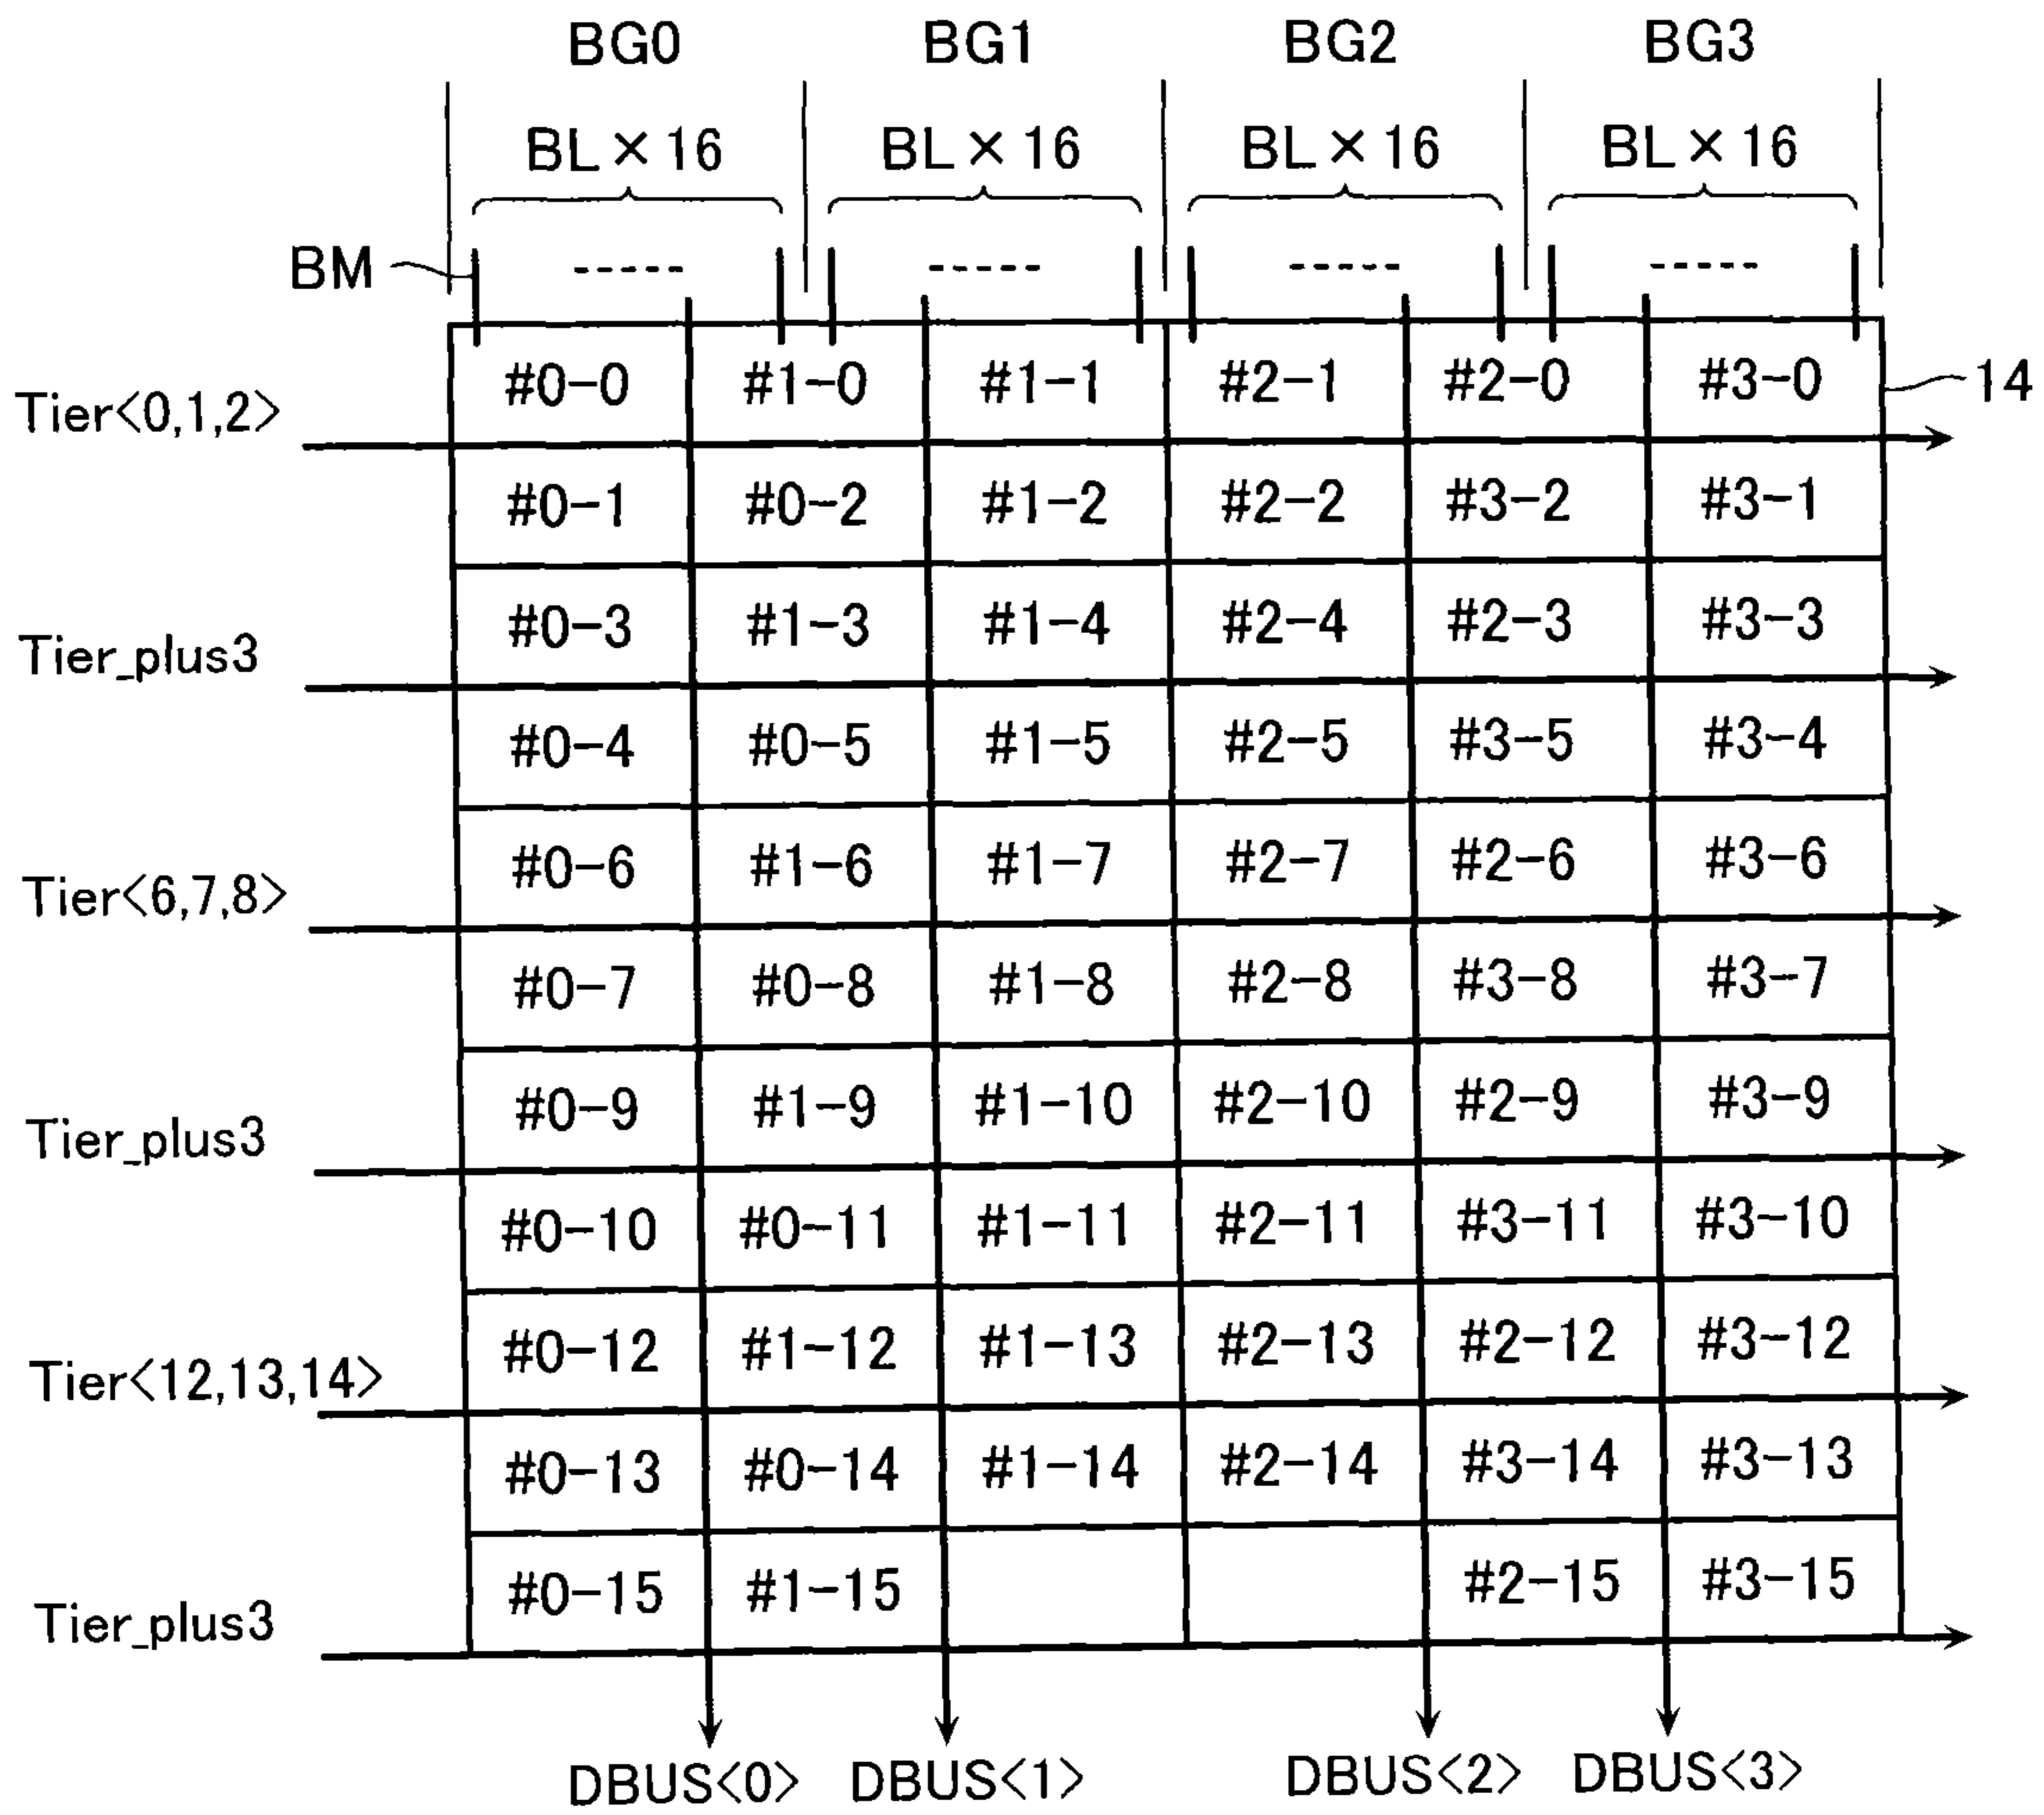 BG0 BG1 BG2 BG3
BL×16 BL×16 BL×16 BL×16
BM
#0-0 #1-0 #1-1 #2-1 #2-0 #3-0 14
Tier<0,1,2>
#0-1 #0-2 #1-2 #2-2 #3-2 #3-1
#0-3 #1-3 #1-4 #2-4 #2-3 #3-3
Tier_plus3
#0-4 #0-5 #1-5 #2-5 #3-5 #3-4
#0-6 #1-6 #1-7 #2-7 #2-6 #3-6
Tier<6,7,8>
#0-7 #0-8 #1-8 #2-8 #3-8 #3-7
#0-9 #1-9 #1-10 #2-10 #2-9 #3-9
Tier_plus3
#0-10 #0-11 #1-11 #2-11 #3-11 #3-10
#0-12 #1-12 #1-13 #2-13 #2-12 #3-12
Tier<12,13,14>
#0-13 #0-14 #1-14 #2-14 #3-14 #3-13
#0-15 #1-15 #2-15 #3-15
Tier_plus3
DBUS<0> DBUS<1> DBUS<2> DBUS<3>